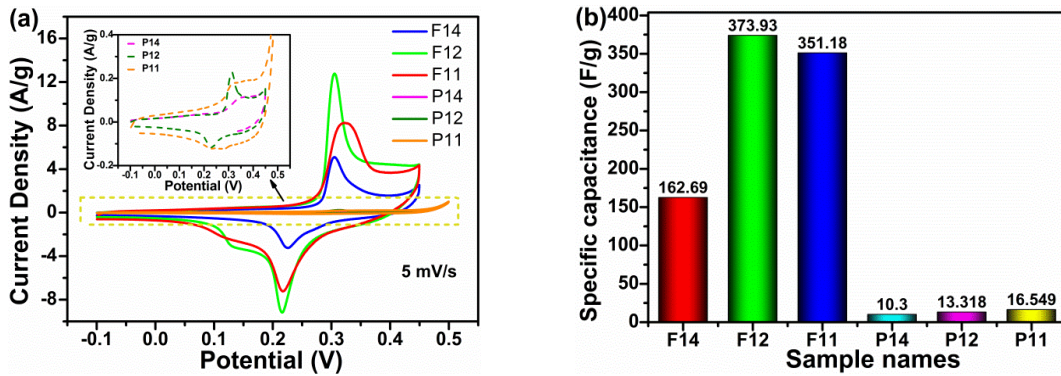 (a)
Current Density (A/g)
16
12
8
4
0
-4
-8
-0.1 0.0 0.1 0.2 0.3 0.4 0.5
Potential (V)
F14
F12
F11
P14
P12
P11
5 mV/s
Current Density (A/g)
0.4
0.2
0.0
-0.2
P14
P12
P11
-0.1 0.0 0.1 0.2 0.3 0.4 0.5
Potential (V)
(b)
Specific capacitance (F/g)
400
350
300
250
200
150
100
50
0
162.69
373.93
351.18
10.3
13.318
16.549
F14 F12 F11 P14 P12 P11
Sample names